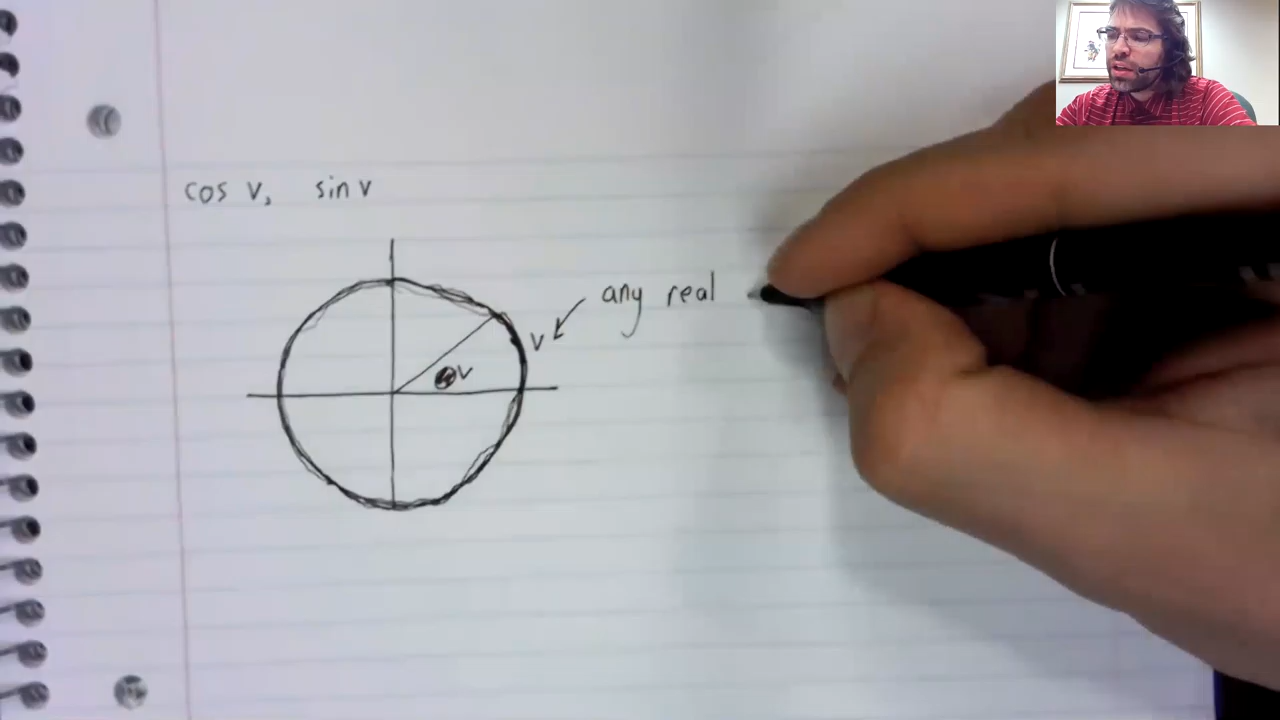 cos v, sin v
any real
v
v